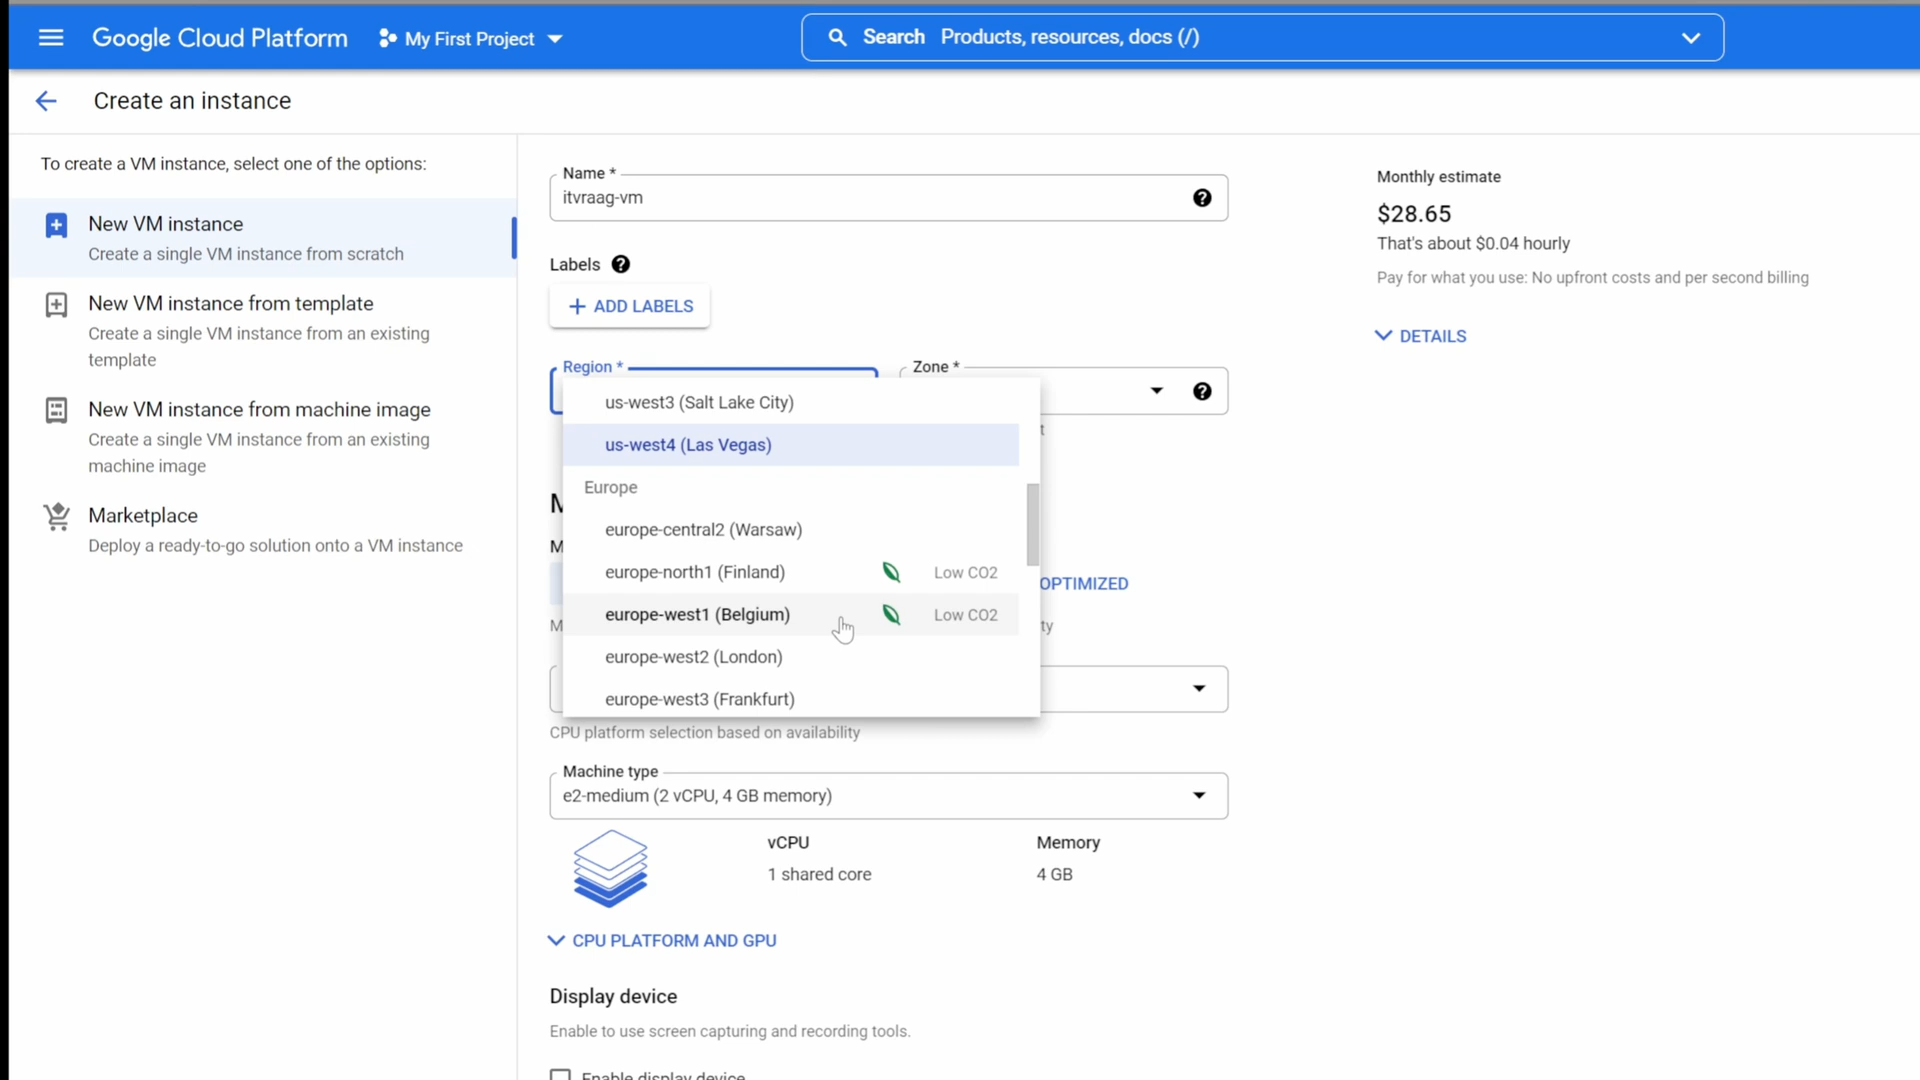 Google Cloud Platform
My First Project
Search Products, resources, docs (/)
Create an instance
To create a VM instance, select one of the options:
New VM instance
Create a single VM instance from scratch
New VM instance from template
Create a single VM instance from an existing
template
New VM instance from machine image
Create a single VM instance from an existing
machine image
Marketplace
Deploy a ready-to-go solution onto a VM instance
Name *
itvraag-vm
Labels
ADD LABELS
Region *
Zone *
us-west3 (Salt Lake City)
us-west4 (Las Vegas)
Europe
europe-central2 (Warsaw)
europe-north1 (Finland) Low CO2
europe-west1 (Belgium) Low CO2
europe-west2 (London)
europe-west3 (Frankfurt)
OPTIMIZED
CPU platform selection based on availability
Machine type
e2-medium (2 vCPU, 4 GB memory)
vCPU
1 shared core
Memory
4 GB
CPU PLATFORM AND GPU
Display device
Enable to use screen capturing and recording tools.
Enable display device
Monthly estimate
$28.65
That's about $0.04 hourly
Pay for what you use: No upfront costs and per second billing
DETAILS